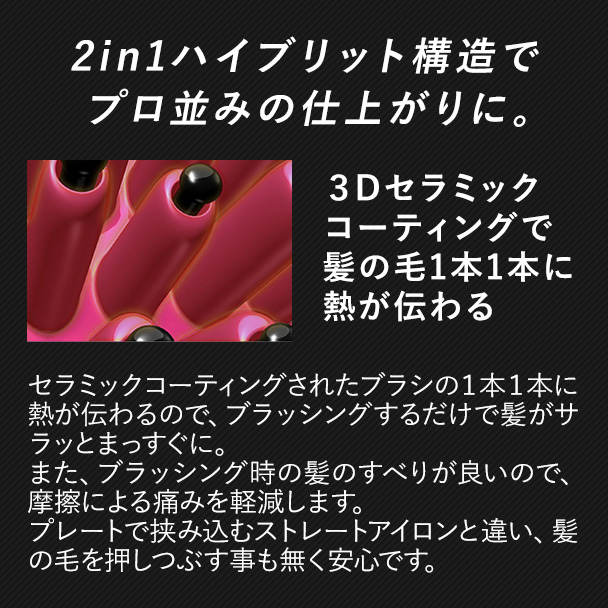 2in1ハイブリット構造で
プロ並みの仕上がりに。
3Dセラミック
コーティングで
髪の毛1本1本に
熱が伝わる
セラミックコーティングされたブラシの1本1本に
熱が伝わるので、ブラッシングするだけで髪がサ
ラッとまっすぐに。
また、ブラッシング時の髪のすべりが良いので、
摩擦による痛みを軽減します。
プレートで挟み込むストレートアイロンと違い、髪
の毛を押しつぶす事も無く安心です。